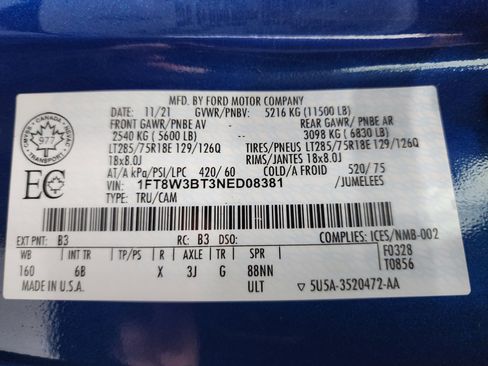 MFD. BY FORD MOTOR COMPANY
DATE: 11/21 GVWR/PNBV: 5216 KG (11500 LB)
FRONT GAWR/PNBE AV - REAR GAWR/ PNBE AR -
2540 KG ( 5600 LB) 3098 KG ( 6830 LB)
LT285/75R18E 129/126Q TIRES/PNEUS LT285/75R18E 129/126Q
18x8.0J RIMS/JANTES 18x8.0J
AT/A kPa/PSI/LPC 420/ 60 COLD/A FROID 520/ 75
VIN: 1FT8W3BT3NED08381 /JUMELEES
TYPE: TRU/CAM
CANADA
977
TRANSPORT
EC
EXT PNT: B3 RC: B3 DSO: COMPLIES: ICES/NMB-002
WB INT TR TP/PS R AXLE TR SPR F0328
160 6B X 3J G 88NN T0856
MADE IN U.S.A. ULT ▽ 5U5A-3520472-AA